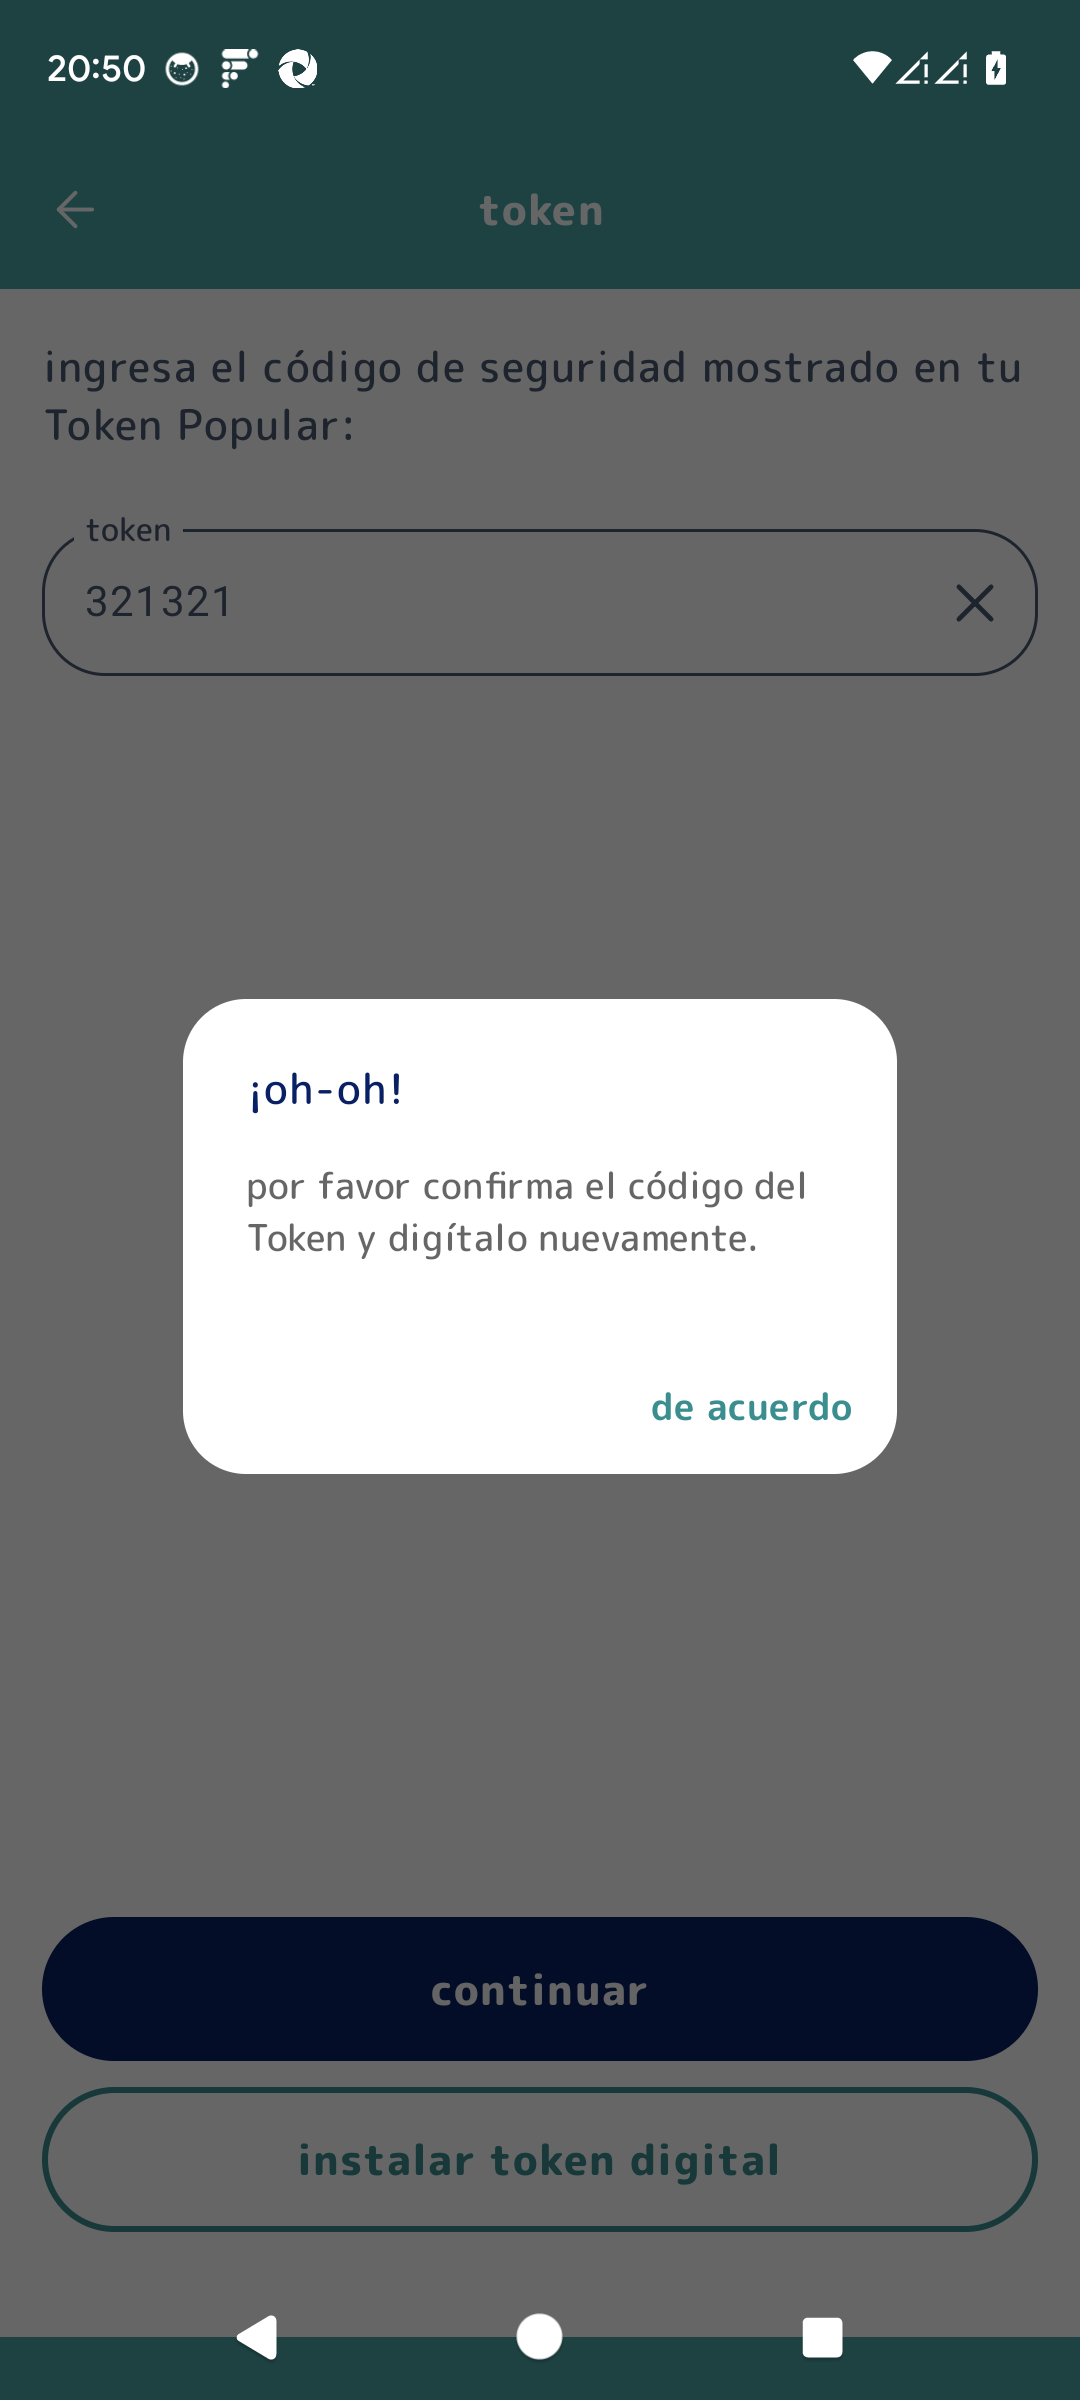 20:50
token
ingresa el código de seguridad mostrado en tu
Token Popular:
token
321321
¡oh-oh!
por favor confirma el código del
Token y digítalo nuevamente.
de acuerdo
continuar
instalar token digital